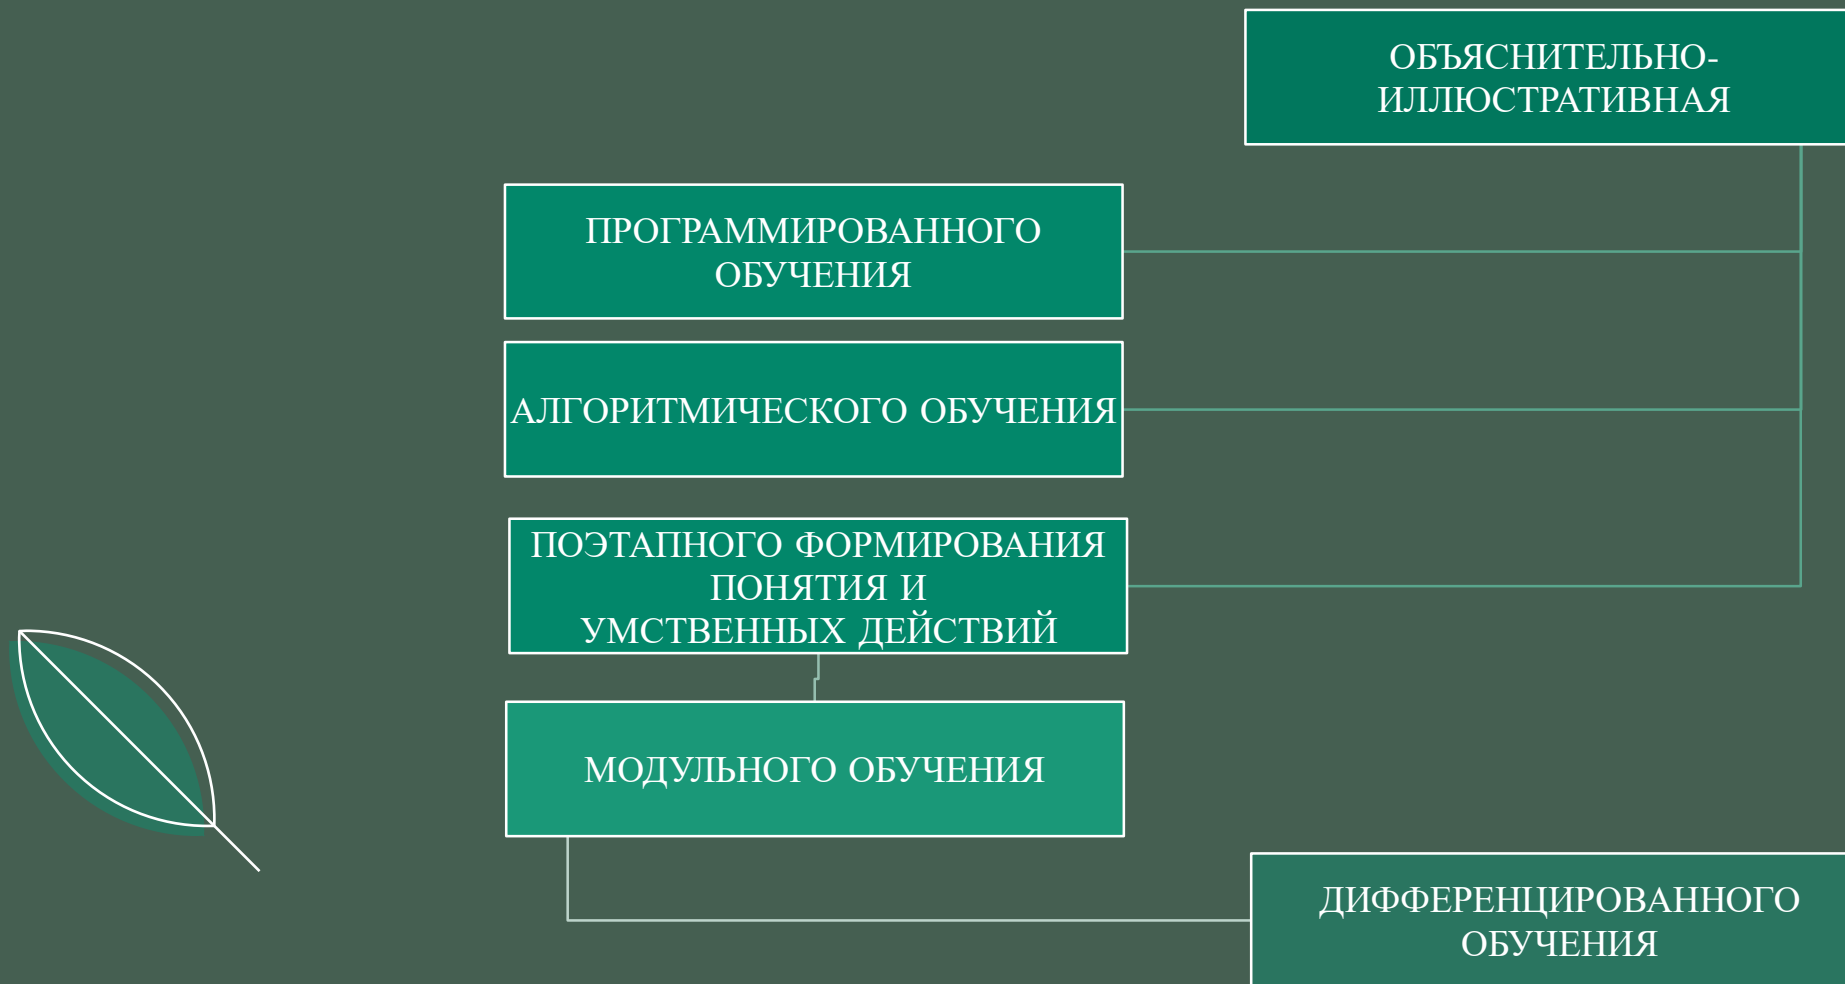 ОБЪЯСНИТЕЛЬНО-
ИЛЛЮСТРАТИВНАЯ
ПРОГРАММИРОВАННОГО
ОБУЧЕНИЯ
АЛГОРИТМИЧЕСКОГО ОБУЧЕНИЯ
ПОЭТАПНОГО ФОРМИРОВАНИЯ
ПОНЯТИЯ И
УМСТВЕННЫХ ДЕЙСТВИЙ
МОДУЛЬНОГО ОБУЧЕНИЯ
ДИФФЕРЕНЦИРОВАННОГО
ОБУЧЕНИЯ